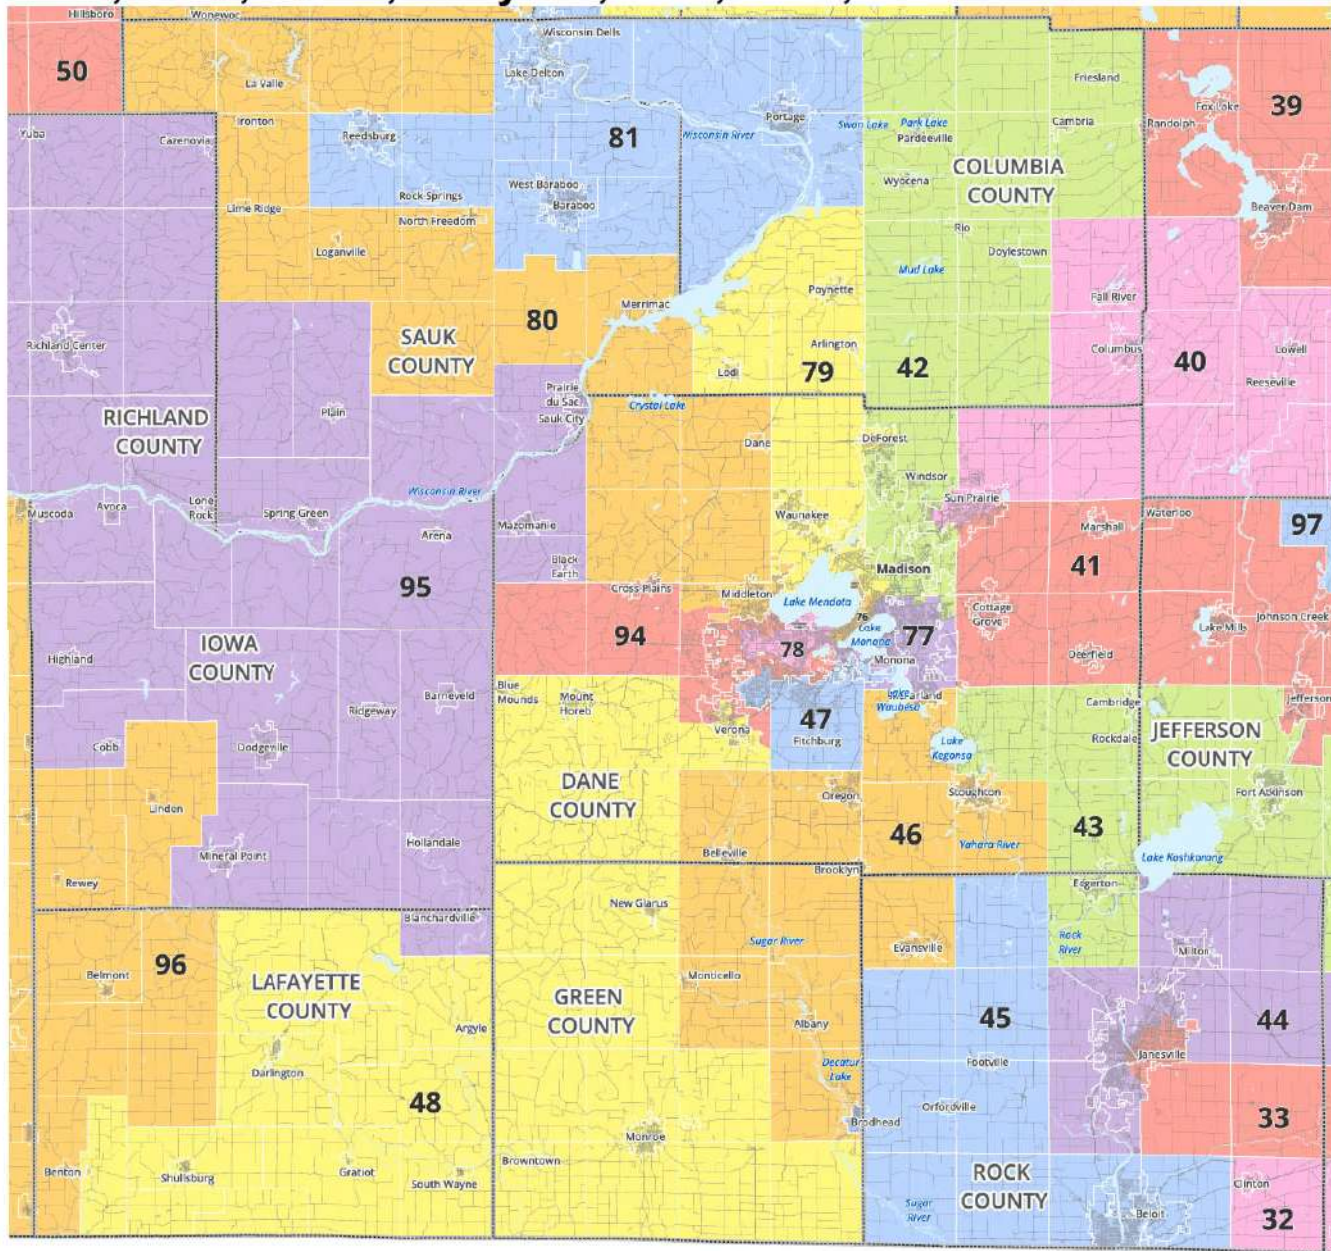 Hillsboro
Wonewoc
Wisconsin Dells
50
La Valle
Lake Delton
Friesland
Fox Lake
39
Yuba
Cazenovia
Ironton
Reedsburg
81
Wisconsin River
Portage
Swan Lake
Park Lake
Pardeeville
Cambria
Randolph
COLUMBIA
COUNTY
Rock Springs
West Baraboo
Baraboo
Wyocena
Lime Ridge
North Freedom
Beaver Dam
Loganville
Rio
Doylestown
Mud Lake
Merrimac
Poynette
Fall River
80
SAUK
COUNTY
Richland Center
Arlington
Columbus
Lowell
Lodi
79
42
40
Reeseville
Prairie
du Sac
Sauk City
Crystal Lake
RICHLAND
COUNTY
Plain
Dane
DeForest
Windsor
Wisconsin River
Sun Prairie
Muscoda
Avoca
Lone
Rock
Spring Green
Mazomanie
Waunakee
Marshall
Waterloo
97
Arena
Black
Earth
Madison
41
95
Cross Plains
Middleton
Lake Mendota
Cottage
Grove
Lake Mills
Johnson Creek
76
Lake
Monona
77
94
78
IOWA
COUNTY
Highland
Monona
Deerfield
Blue
Mounds
Mount
Horeb
Barneveld
Ridgeway
Lake
Waubesa
Cambridge
Jefferson
Verona
47
Fitchburg
Lake
Kegonsa
Rockdale
JEFFERSON
COUNTY
Cobb
Dodgeville
DANE
COUNTY
Oregon
Stoughton
Fort Atkinson
Linden
46
43
Hollandale
Mineral Point
Belleville
Yahara River
Lake Koshkonong
Rewey
Brooklyn
Edgerton
Blanchardville
New Glarus
Sugar River
Evansville
Rock
River
Milton
96
Belmont
LAFAYETTE
COUNTY
Monticello
GREEN
COUNTY
45
44
Argyle
Albany
Janesville
Darlington
Decatur
Lake
Footville
48
Orfordville
33
Brodhead
Monroe
Browntown
Benton
Shullsburg
Gratiot
South Wayne
ROCK
COUNTY
Clinton
Sugar
River
Beloit
32